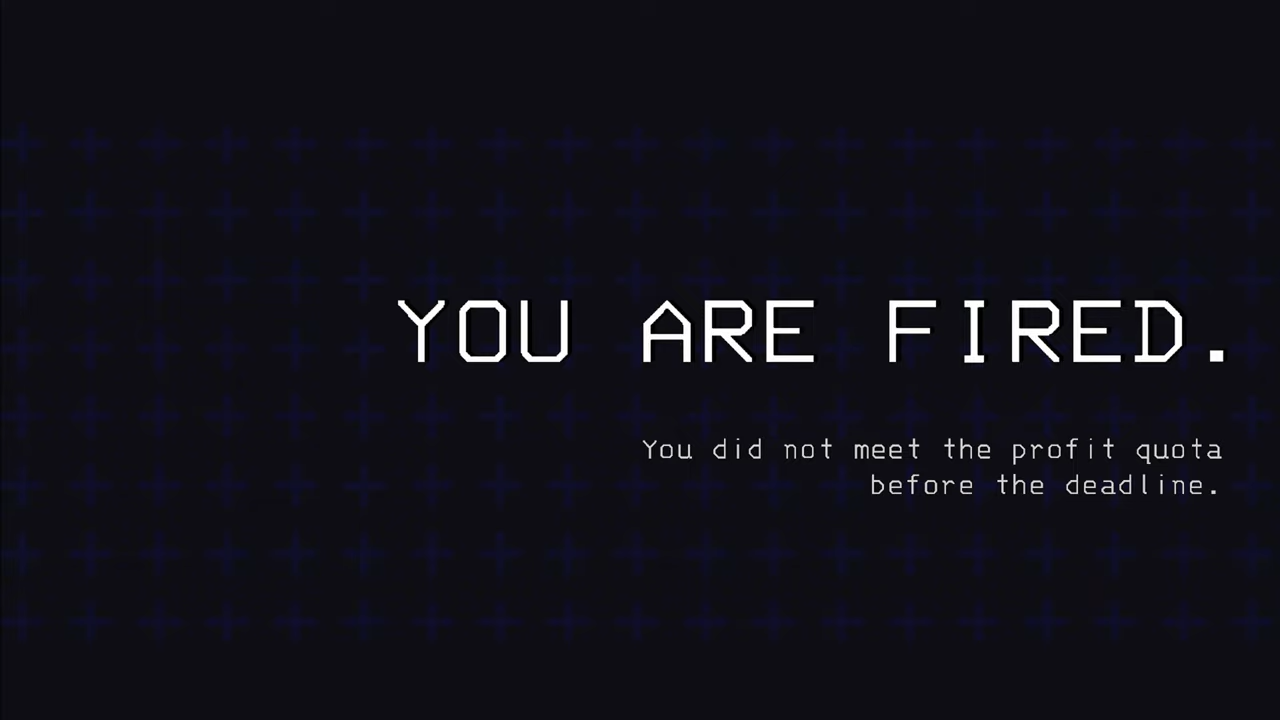 YOU ARE FIRED.
You did not meet the profit quota
before the deadline.